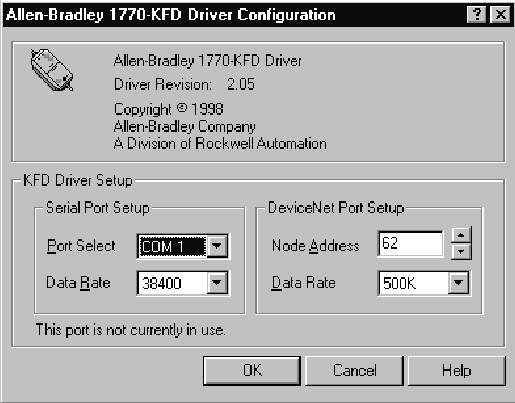 Allen-Bradley 1770-KFD Driver Configuration
Allen-Bradley 1770-KFD Driver
Driver Revision: 2.05
Copyright © 1998
Allen-Bradley Company
A Division of Rockwell Automation
KFD Driver Setup
Serial Port Setup
Port Select COM 1
Data Rate 38400
DeviceNet Port Setup
Node Address 62
Data Rate 500K
This port is not currently in use.
OK Cancel Help